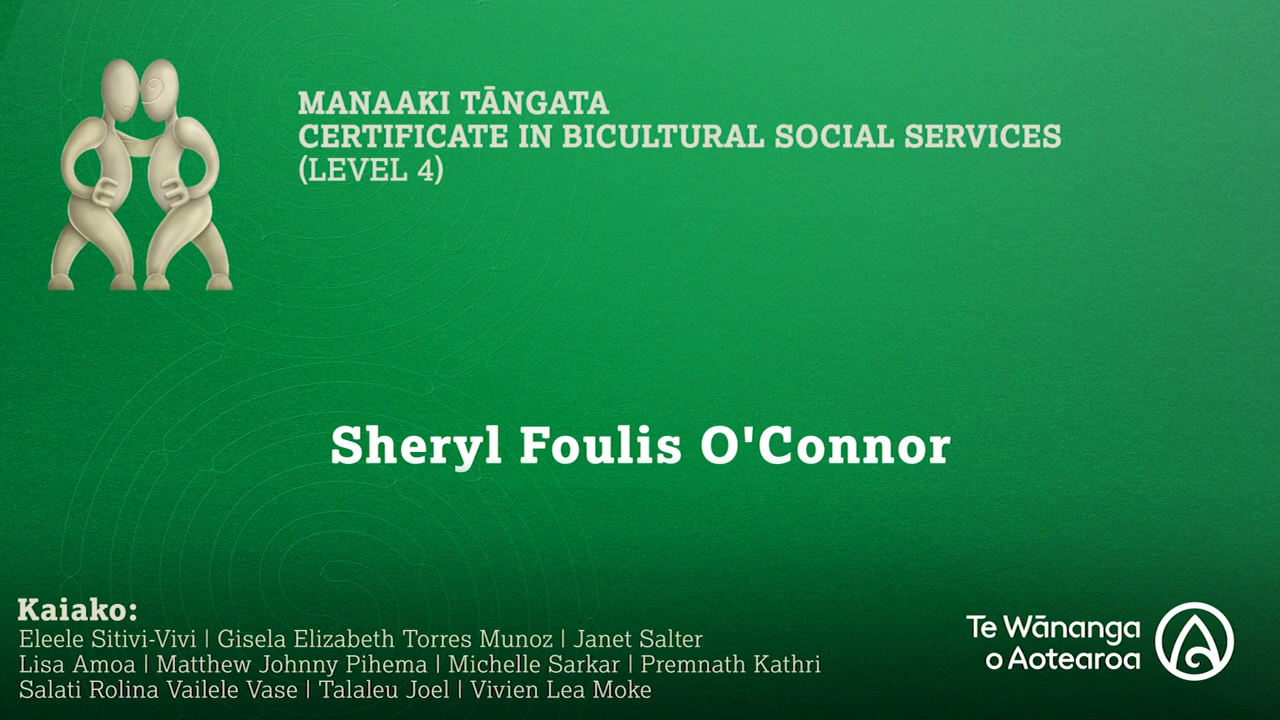 MANAAKI TĀNGATA
CERTIFICATE IN BICULTURAL SOCIAL SERVICES
(LEVEL 4)
Sheryl Foulis O'Connor
Kaiako:
Eleele Sitivi-Vivi | Gisela Elizabeth Torres Munoz | Janet Salter
Lisa Amoa | Matthew Johnny Pihema | Michelle Sarkar | Premnath Kathri
Salati Rolina Vailele Vase | Talaleu Joel | Vivien Lea Moke
Te Wānanga
o Aotearoa